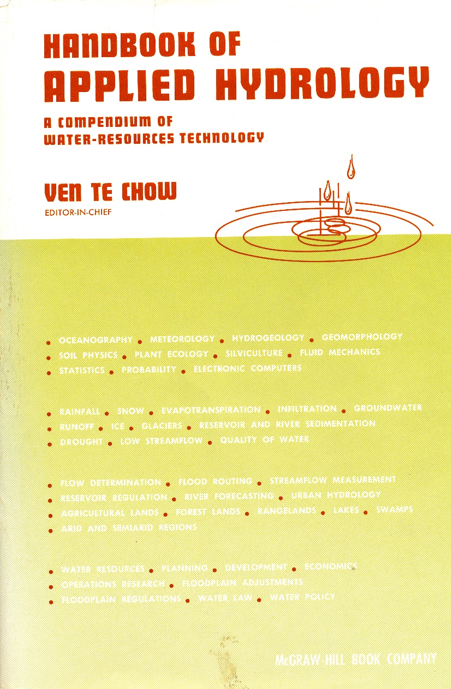 HANDBOOK OF
APPLIED HYDROLOGY
A COMPENDIUM OF
WATER-RESOURCES TECHNOLOGY
VEN TE CHOW
EDITOR-IN-CHIEF
• OCEANOGRAPHY • METEOROLOGY • HYDROGEOLOGY • GEOMORPHOLOGY
• SOIL PHYSICS • PLANT ECOLOGY • SILVICULTURE • FLUID MECHANICS
• STATISTICS • PROBABILITY • ELECTRONIC COMPUTERS
• RAINFALL • SNOW • EVAPOTRANSPIRATION • INFILTRATION • GROUNDWATER
• RUNOFF • ICE • GLACIERS • RESERVOIR AND RIVER SEDIMENTATION
• DROUGHT • LOW STREAMFLOW • QUALITY OF WATER
• FLOW DETERMINATION • FLOOD ROUTING • STREAMFLOW MEASUREMENT
• RESERVOIR REGULATION • RIVER FORECASTING • URBAN HYDROLOGY
• AGRICULTURAL LANDS • FOREST LANDS • RANGELANDS • LAKES • SWAMPS
• ARID AND SEMIARID REGIONS
• WATER RESOURCES • PLANNING • DEVELOPMENT • ECONOMICS
• OPERATIONS RESEARCH • FLOODPLAIN ADJUSTMENTS
• FLOODPLAIN REGULATIONS • WATER LAW • WATER POLICY
McGRAW-HILL BOOK COMPANY